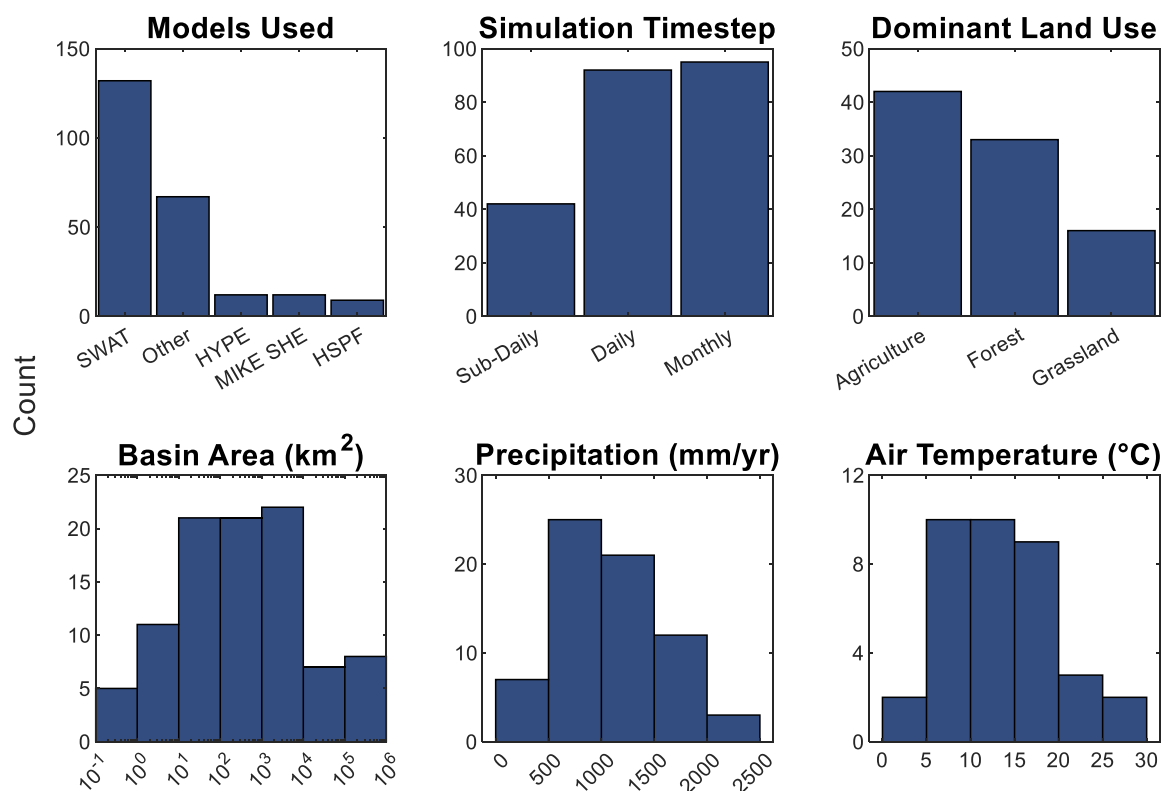 Models Used
150
100
50
0
SWAT
Other
HYPE
MIKE SHE
HSPF
Simulation Timestep
100
80
60
40
20
0
Sub-Daily
Daily
Monthly
Dominant Land Use
50
40
30
20
10
0
Agriculture
Forest
Grassland
Count
Basin Area (km²)
25
20
15
10
5
0
10⁻¹
10⁰
10¹
10²
10³
10⁴
10⁵
10⁶
Precipitation (mm/yr)
30
20
10
0
0
500
1000
1500
2000
2500
Air Temperature (°C)
12
8
4
0
0
5
10
15
20
25
30